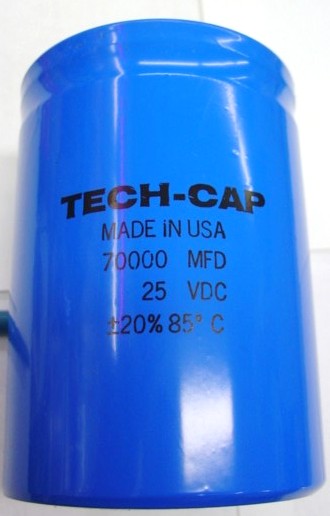 TECH-CAP
MADE iN USA
70000 MFD
25 VDC
±20% 85° C